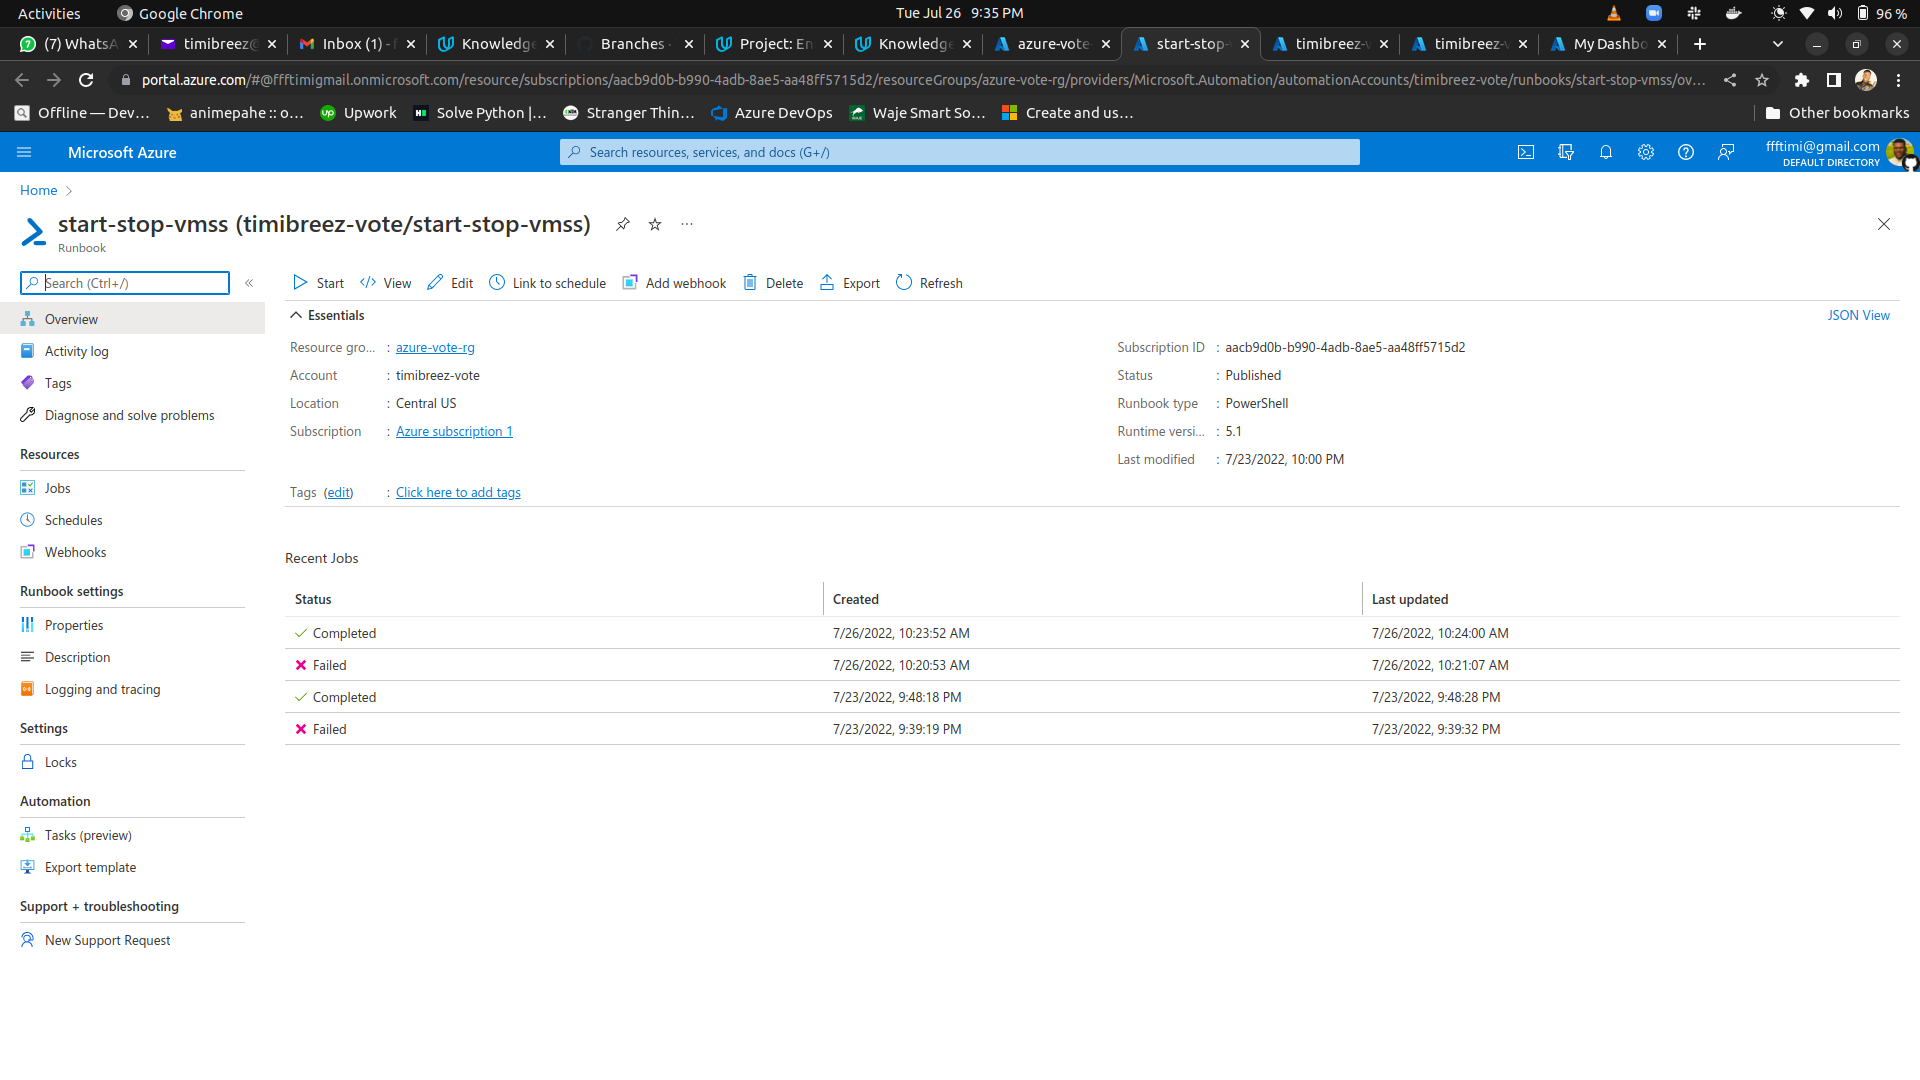 Activities Google Chrome Tue Jul 26 9:35 PM 96 %
(7) WhatsA timibreez@ Inbox (1) - f Knowledge Branches · Project: En Knowledge azure-vote- start-stop- timibreez-v timibreez-v My Dashbo
portal.azure.com/#@ffftimigmail.onmicrosoft.com/resource/subscriptions/aacb9d0b-b990-4adb-8ae5-aa48ff5715d2/resourceGroups/azure-vote-rg/providers/Microsoft.Automation/automationAccounts/timibreez-vote/runbooks/start-stop-vmss/ov...
Offline — Dev... animepahe :: o... Upwork Solve Python |... Stranger Thin... Azure DevOps Waje Smart So... Create and us... Other bookmarks
Microsoft Azure Search resources, services, and docs (G+/) ffftimi@gmail.com
DEFAULT DIRECTORY
Home
start-stop-vmss (timibreez-vote/start-stop-vmss)
Runbook
Search (Ctrl+/)
Start View Edit Link to schedule Add webhook Delete Export Refresh
Overview
Activity log
Tags
Diagnose and solve problems
Resources
Jobs
Schedules
Webhooks
Runbook settings
Properties
Description
Logging and tracing
Settings
Locks
Automation
Tasks (preview)
Export template
Support + troubleshooting
New Support Request
Essentials JSON View
Resource gro... : azure-vote-rg
Account : timibreez-vote
Location : Central US
Subscription : Azure subscription 1
Subscription ID : aacb9d0b-b990-4adb-8ae5-aa48ff5715d2
Status : Published
Runbook type : PowerShell
Runtime versi... : 5.1
Last modified : 7/23/2022, 10:00 PM
Tags (edit) : Click here to add tags
Recent Jobs
Status Created Last updated
Completed 7/26/2022, 10:23:52 AM 7/26/2022, 10:24:00 AM
Failed 7/26/2022, 10:20:53 AM 7/26/2022, 10:21:07 AM
Completed 7/23/2022, 9:48:18 PM 7/23/2022, 9:48:28 PM
Failed 7/23/2022, 9:39:19 PM 7/23/2022, 9:39:32 PM